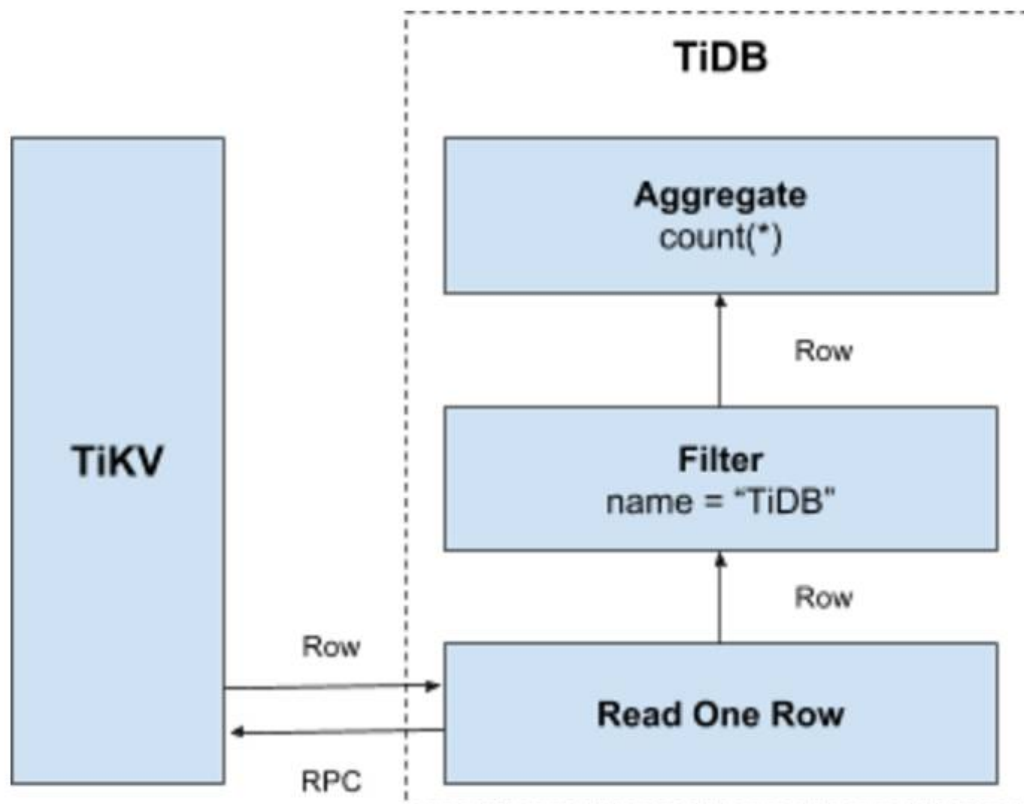 TiDB
Aggregate
count(*)
Row
TiKV
Filter
name = “TiDB”
Row
Row
Read One Row
RPC